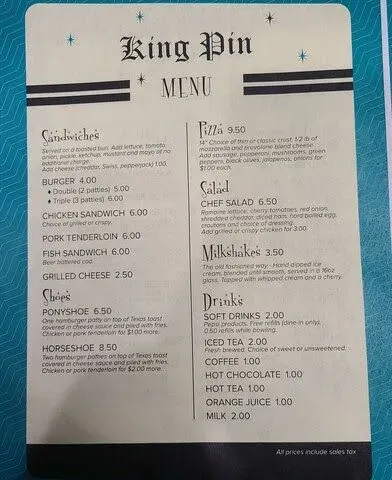 King Pin
MENU
Sandwiches
Served on a toasted bun. Add lettuce, tomato,
onion, pickle, ketchup, mustard and mayo at no
additional charge.
Add cheese (cheddar, Swiss, pepperjack) 1.00.
BURGER 4.00
♦ Double (2 patties) 5.00
♦ Triple (3 patties) 6.00
CHICKEN SANDWICH 6.00
Choice of grilled or crispy.
PORK TENDERLOIN 6.00
FISH SANDWICH 6.00
Beer battered cod.
GRILLED CHEESE 2.50
Shoes
PONYSHOE 6.50
One hamburger patty on top of Texas toast
covered in cheese sauce and piled with fries.
Chicken or pork tenderloin for $1.00 more.
HORSESHOE 8.50
Two hamburger patties on top of Texas toast
covered in cheese sauce and piled with fries.
Chicken or pork tenderloin for $2.00 more.
Pizza 9.50
14" Choice of thin or classic crust. 1/2 lb of
mozzarella and provolone blend cheese
Add sausage, pepperoni, mushrooms, green
peppers, black olives, jalapenos, onions for
$1.00 each.
Salad
CHEF SALAD 6.50
Romaine lettuce, cherry tomatoes, red onion,
shredded cheddar, diced ham, hard boiled egg,
croutons and choice of dressing.
Add grilled or crispy chicken for 3.00.
Milkshakes 3.50
The old fashioned way - Hand dipped ice
cream, blended until smooth, served in a 16oz
glass. Topped with whipped cream and a cherry.
Drinks
SOFT DRINKS 2.00
Pepsi products. Free refills (dine-in only).
0.50 refills while bowling.
ICED TEA 2.00
Fresh brewed. Choice of sweet or unsweetened.
COFFEE 1.00
HOT CHOCOLATE 1.00
HOT TEA 1.00
ORANGE JUICE 1.00
MILK 2.00
All prices include sales tax